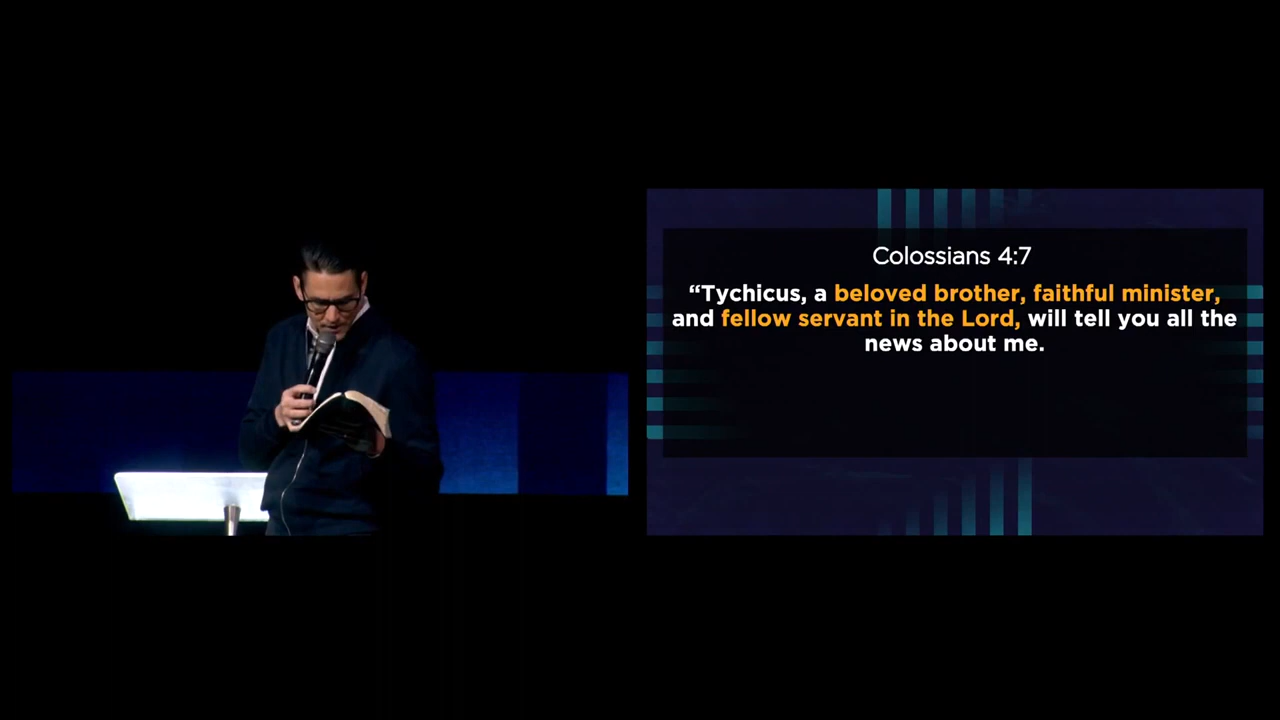 Colossians 4:7
“Tychicus, a beloved brother, faithful minister,
and fellow servant in the Lord, will tell you all the
news about me.